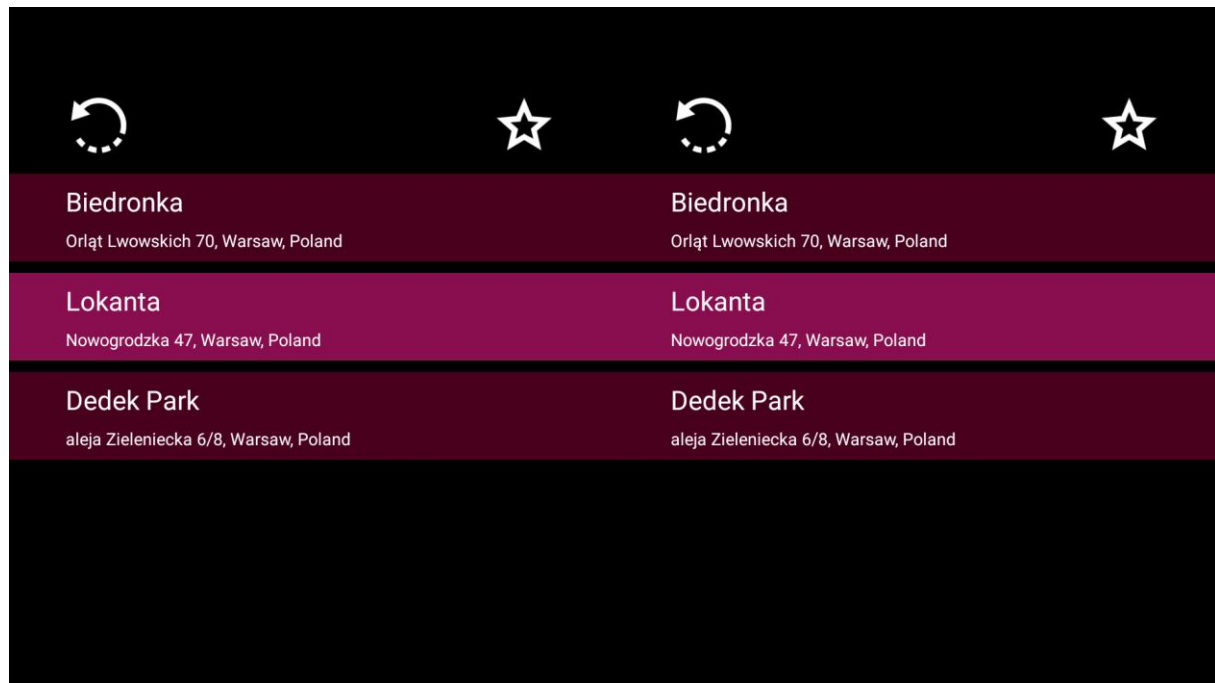 Biedronka
Orląt Lwowskich 70, Warsaw, Poland
Lokanta
Nowogrodzka 47, Warsaw, Poland
Dedek Park
aleja Zieleniecka 6/8, Warsaw, Poland
Biedronka
Orląt Lwowskich 70, Warsaw, Poland
Lokanta
Nowogrodzka 47, Warsaw, Poland
Dedek Park
aleja Zieleniecka 6/8, Warsaw, Poland